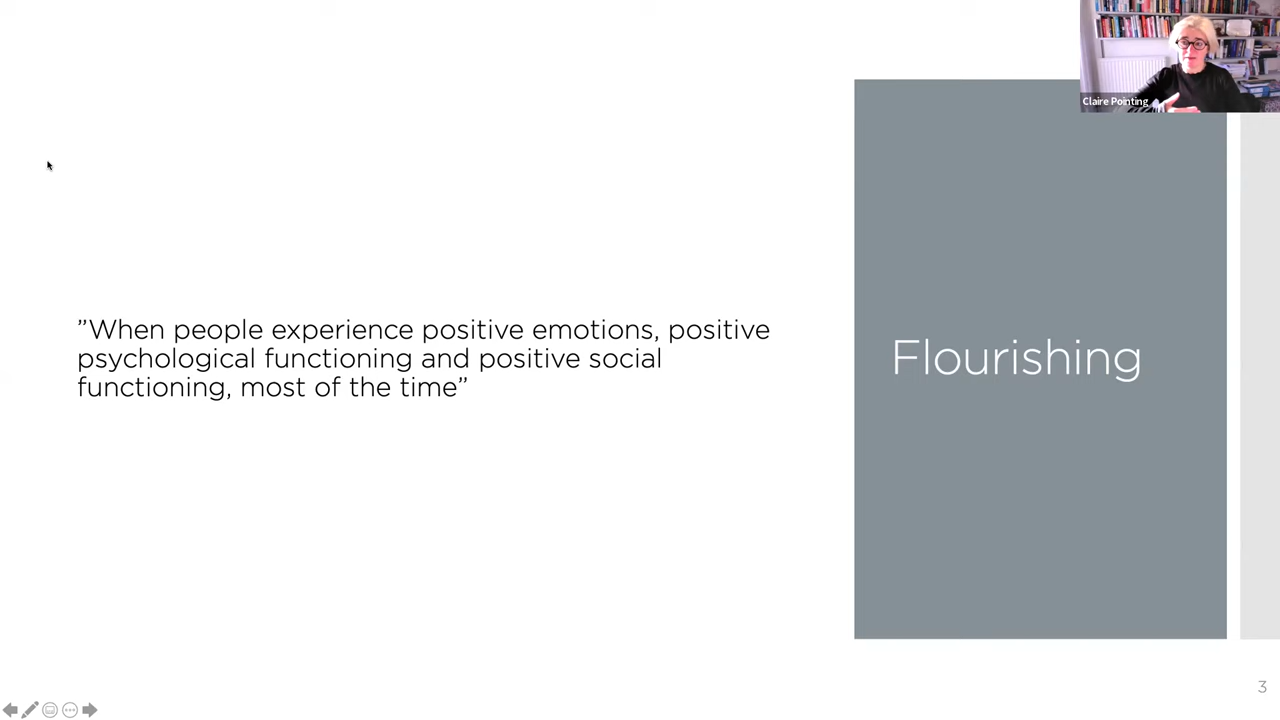 Claire Pointing
”When people experience positive emotions, positive
psychological functioning and positive social
functioning, most of the time”
Flourishing
3